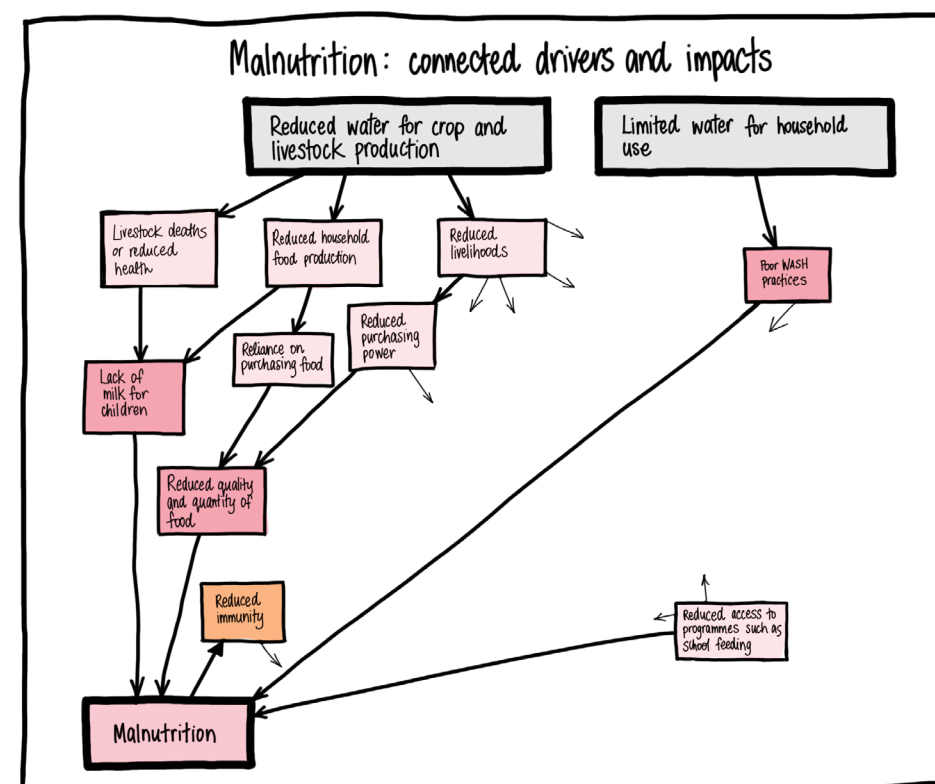 Malnutrition: connected drivers and impacts
Reduced water for crop and
livestock production
Limited water for household
use
Livestock deaths
or reduced
health
Reduced household
food production
Reduced
livelihoods
Poor WASH
practices
Reduced
purchasing
power
Reliance on
purchasing food
Lack of
milk for
children
Reduced quality
and quantity of
food
Reduced
immunity
Reduced access to
programmes such as
school feeding
Malnutrition